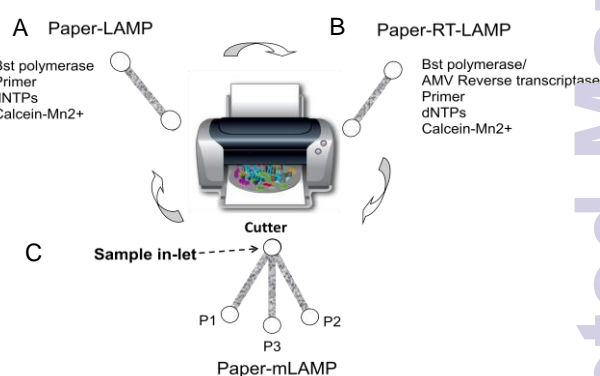 A
Paper-LAMP
Bst polymerase
Primer
dNTPs
Calcein-Mn2+
B
Paper-RT-LAMP
Bst polymerase/
AMV Reverse transcriptase
Primer
dNTPs
Calcein-Mn2+
Cutter
C
Sample in-let
P1
P2
P3
Paper-mLAMP